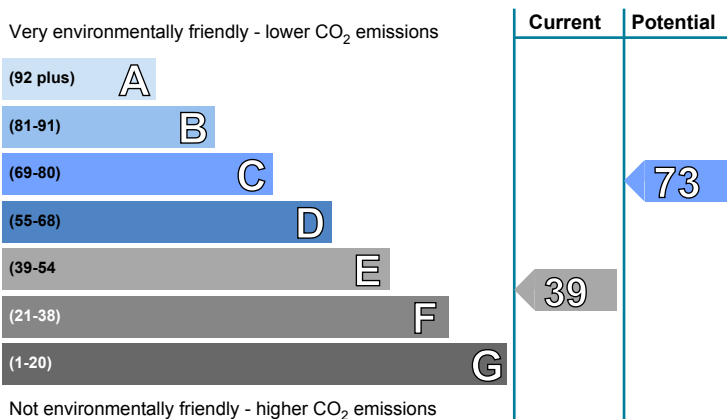 Current Potential
Very environmentally friendly - lower CO2 emissions
(92 plus) A
(81-91) B
(69-80) C
73
(55-68) D
(39-54 E
39
(21-38) F
(1-20) G
Not environmentally friendly - higher CO2 emissions